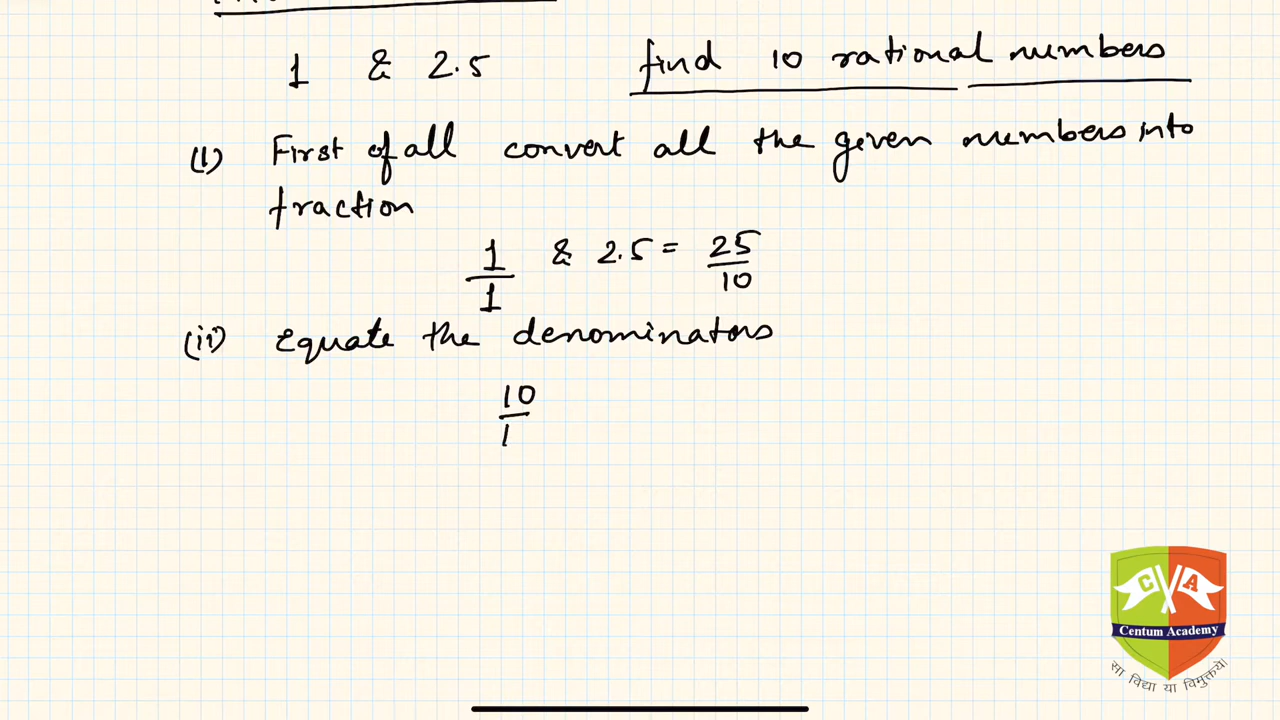 1 & 2.5 find 10 rational numbers
(i) First of all convert all the given numbers into
fraction
1/1 & 2.5 = 25/10
(ii) Equate the denominators
10/1
C A
Centum Academy
सा विद्या या विमुक्तये।